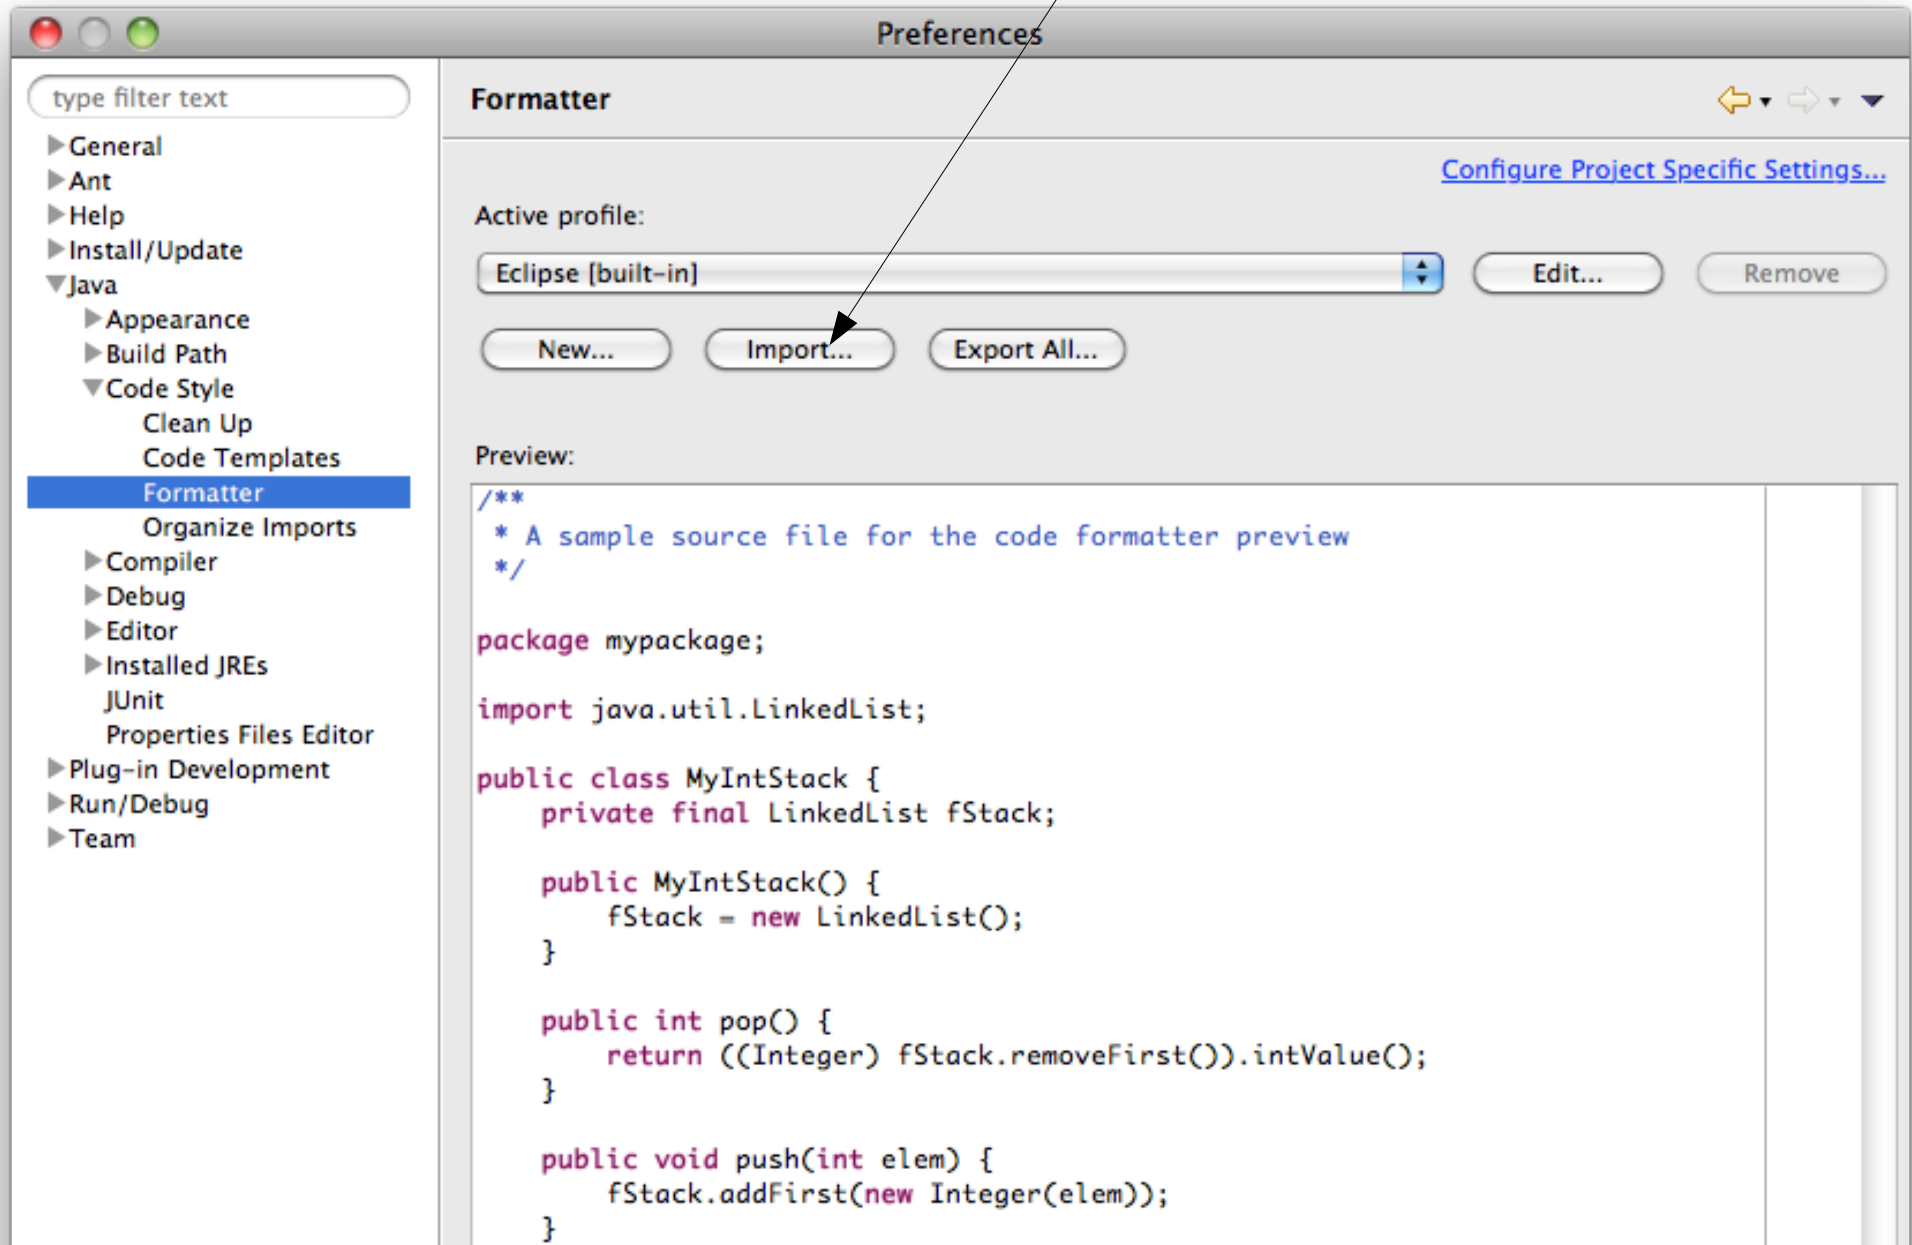 Preferences
type filter text
General
Ant
Help
Install/Update
Java
Appearance
Build Path
Code Style
Clean Up
Code Templates
Formatter
Organize Imports
Compiler
Debug
Editor
Installed JREs
JUnit
Properties Files Editor
Plug-in Development
Run/Debug
Team
Formatter
Configure Project Specific Settings...
Active profile:
Eclipse [built-in] Edit... Remove
New... Import... Export All...
Preview:
/**
 * A sample source file for the code formatter preview
 */
package mypackage;
import java.util.LinkedList;
public class MyIntStack {
    private final LinkedList fStack;
    public MyIntStack() {
        fStack = new LinkedList();
    }
    public int pop() {
        return ((Integer) fStack.removeFirst()).intValue();
    }
    public void push(int elem) {
        fStack.addFirst(new Integer(elem));
    }